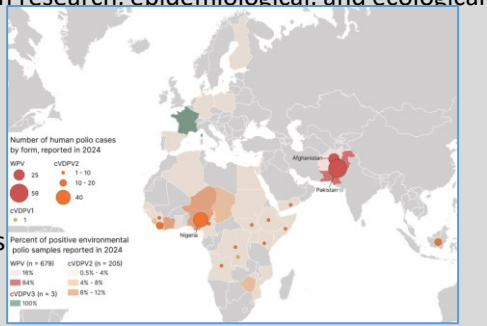 n research, epidemiological, and ecological
Number of human polio cases
by form, reported in 2024
WPV
25
59
cVDPV2
1 - 10
10 - 20
40
cVDPV1
1
Afghanistan
Pakistan
Nigeria
s
Percent of positive environmental
polio samples reported in 2024
WPV (n = 679)
16%
84%
cVDPV2 (n = 205)
0.5% - 4%
4% - 8%
8% - 12%
cVDPV3 (n = 3)
100%